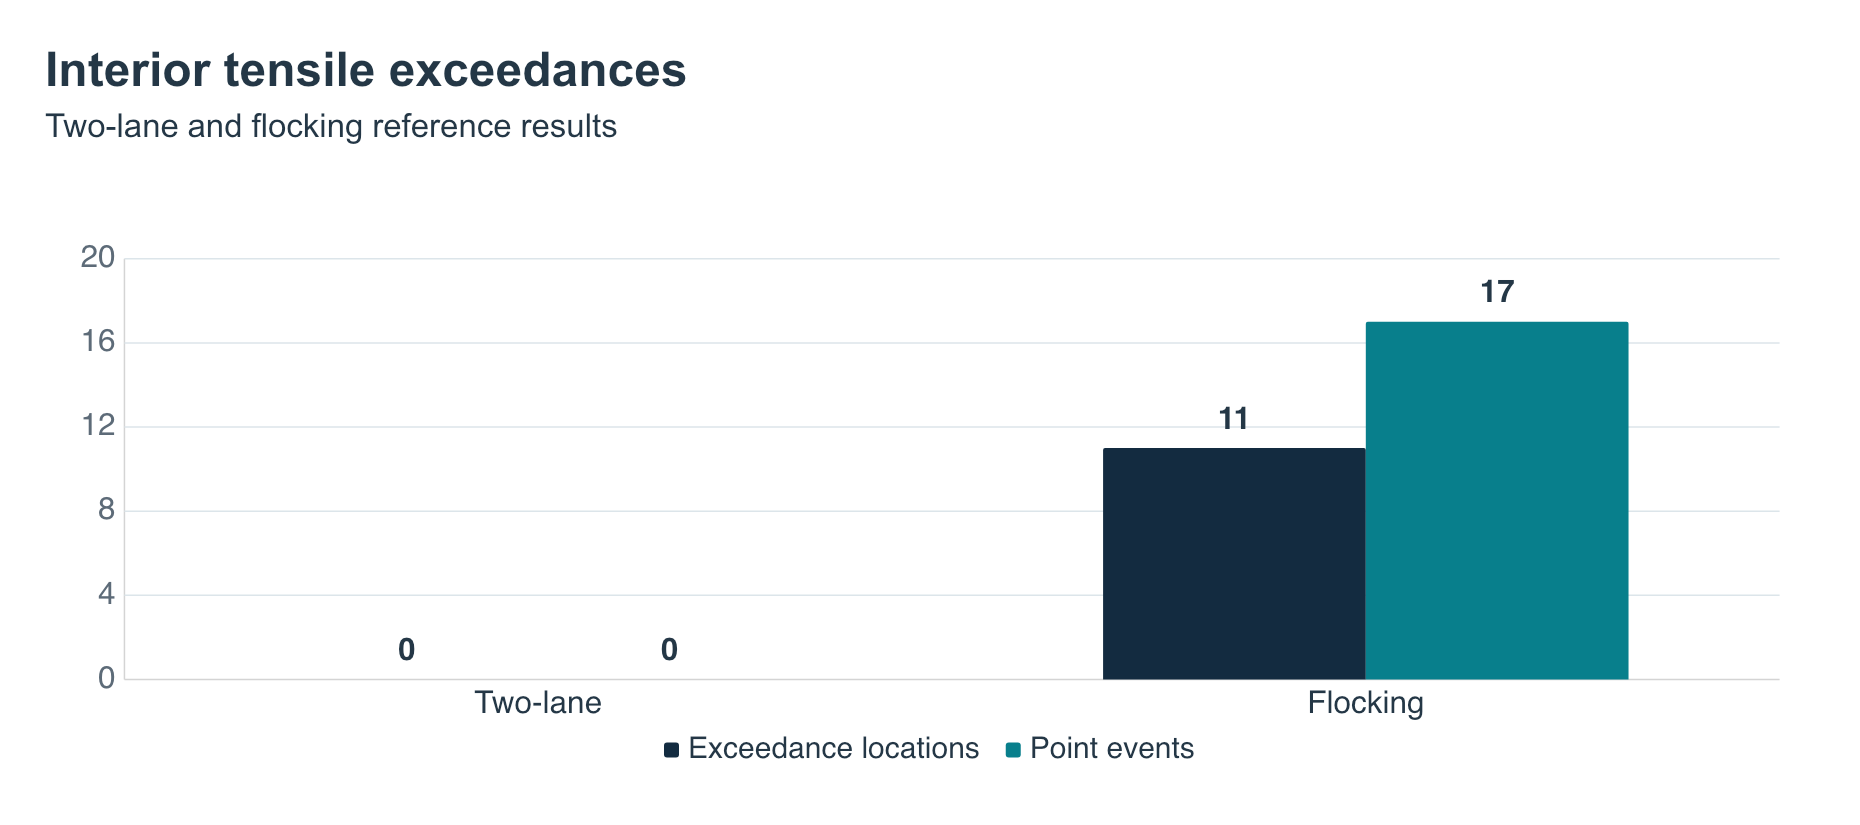 Interior tensile exceedances
Two-lane and flocking reference results
20
17
16
12
11
8
4
0 0
0
Two-lane Flocking
Exceedance locations Point events